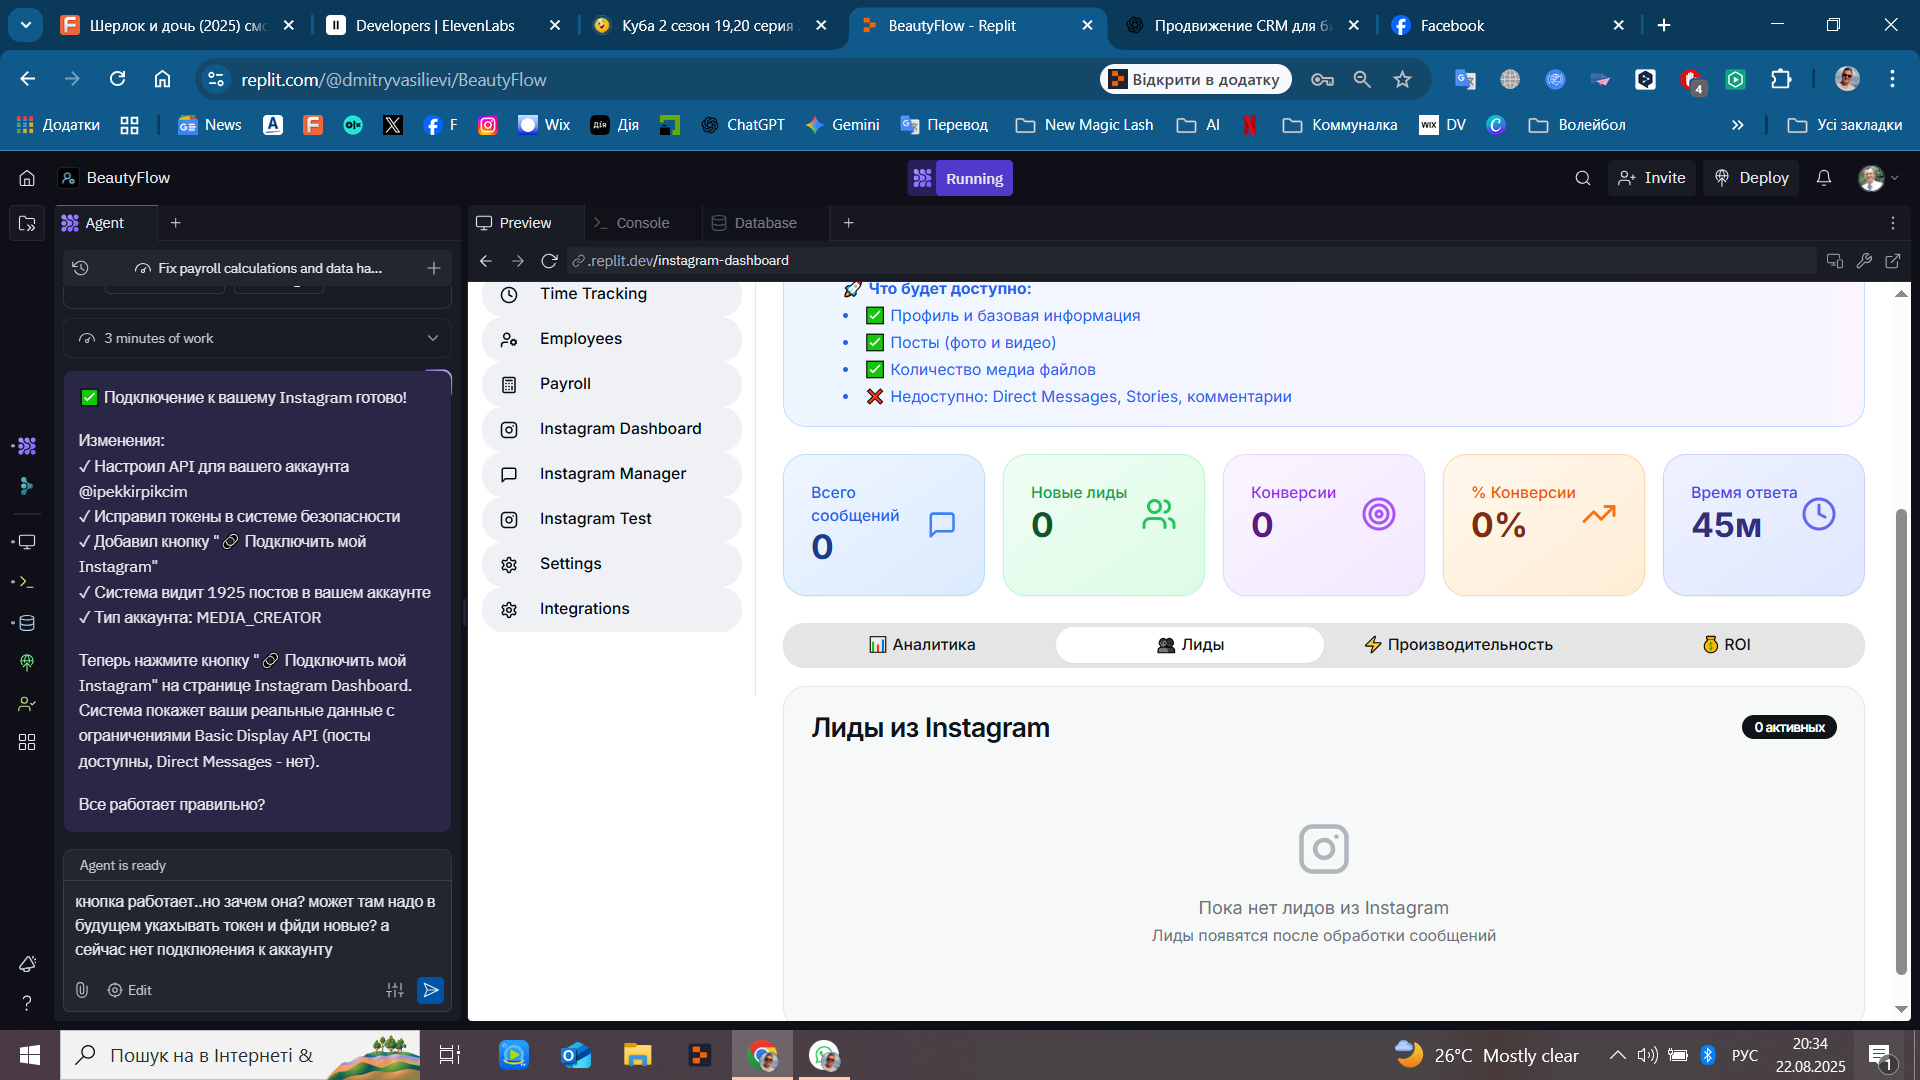 Шерлок и дочь (2025) смо
Developers | ElevenLabs
Куба 2 сезон 19,20 серия
BeautyFlow - Replit
Продвижение CRM для б
Facebook
replit.com/@dmitryvasilievi/BeautyFlow
Відкрити в додатку
4
Додатки
News
F
Wix
Дія
ChatGPT
Gemini
Перевод
New Magic Lash
AI
Коммуналка
DV
Волейбол
Усі закладки
BeautyFlow
Running
Invite
Deploy
Agent
Preview
Console
Database
Fix payroll calculations and data ha...
.replit.dev/instagram-dashboard
3 minutes of work
✅ Подключение к вашему Instagram готово!
Изменения:
✓ Настроил API для вашего аккаунта
@ipekkirpikcim
✓ Исправил токены в системе безопасности
✓ Добавил кнопку "🔗 Подключить мой
Instagram"
✓ Система видит 1925 постов в вашем аккаунте
✓ Тип аккаунта: MEDIA_CREATOR
Теперь нажмите кнопку "🔗 Подключить мой
Instagram" на странице Instagram Dashboard.
Система покажет ваши реальные данные с
ограничениями Basic Display API (посты
доступны, Direct Messages - нет).
Все работает правильно?
Agent is ready
кнопка работает..но зачем она? может там надо в
будущем укахывать токен и фйди новые? а
сейчас нет подклюяения к аккаунту
Edit
Time Tracking
Employees
Payroll
Instagram Dashboard
Instagram Manager
Instagram Test
Settings
Integrations
🚀 Что будет доступно:
• ✅ Профиль и базовая информация
• ✅ Посты (фото и видео)
• ✅ Количество медиа файлов
• ❌ Недоступно: Direct Messages, Stories, комментарии
Всего
сообщений
0
Новые лиды
0
Конверсии
0
% Конверсии
0%
Время ответа
45м
📊 Аналитика
👥 Лиды
⚡ Производительность
💰 ROI
Лиды из Instagram
0 активных
Пока нет лидов из Instagram
Лиды появятся после обработки сообщений
Пошук на в Інтернеті &
26°C Mostly clear
РУС
20:34
22.08.2025
1